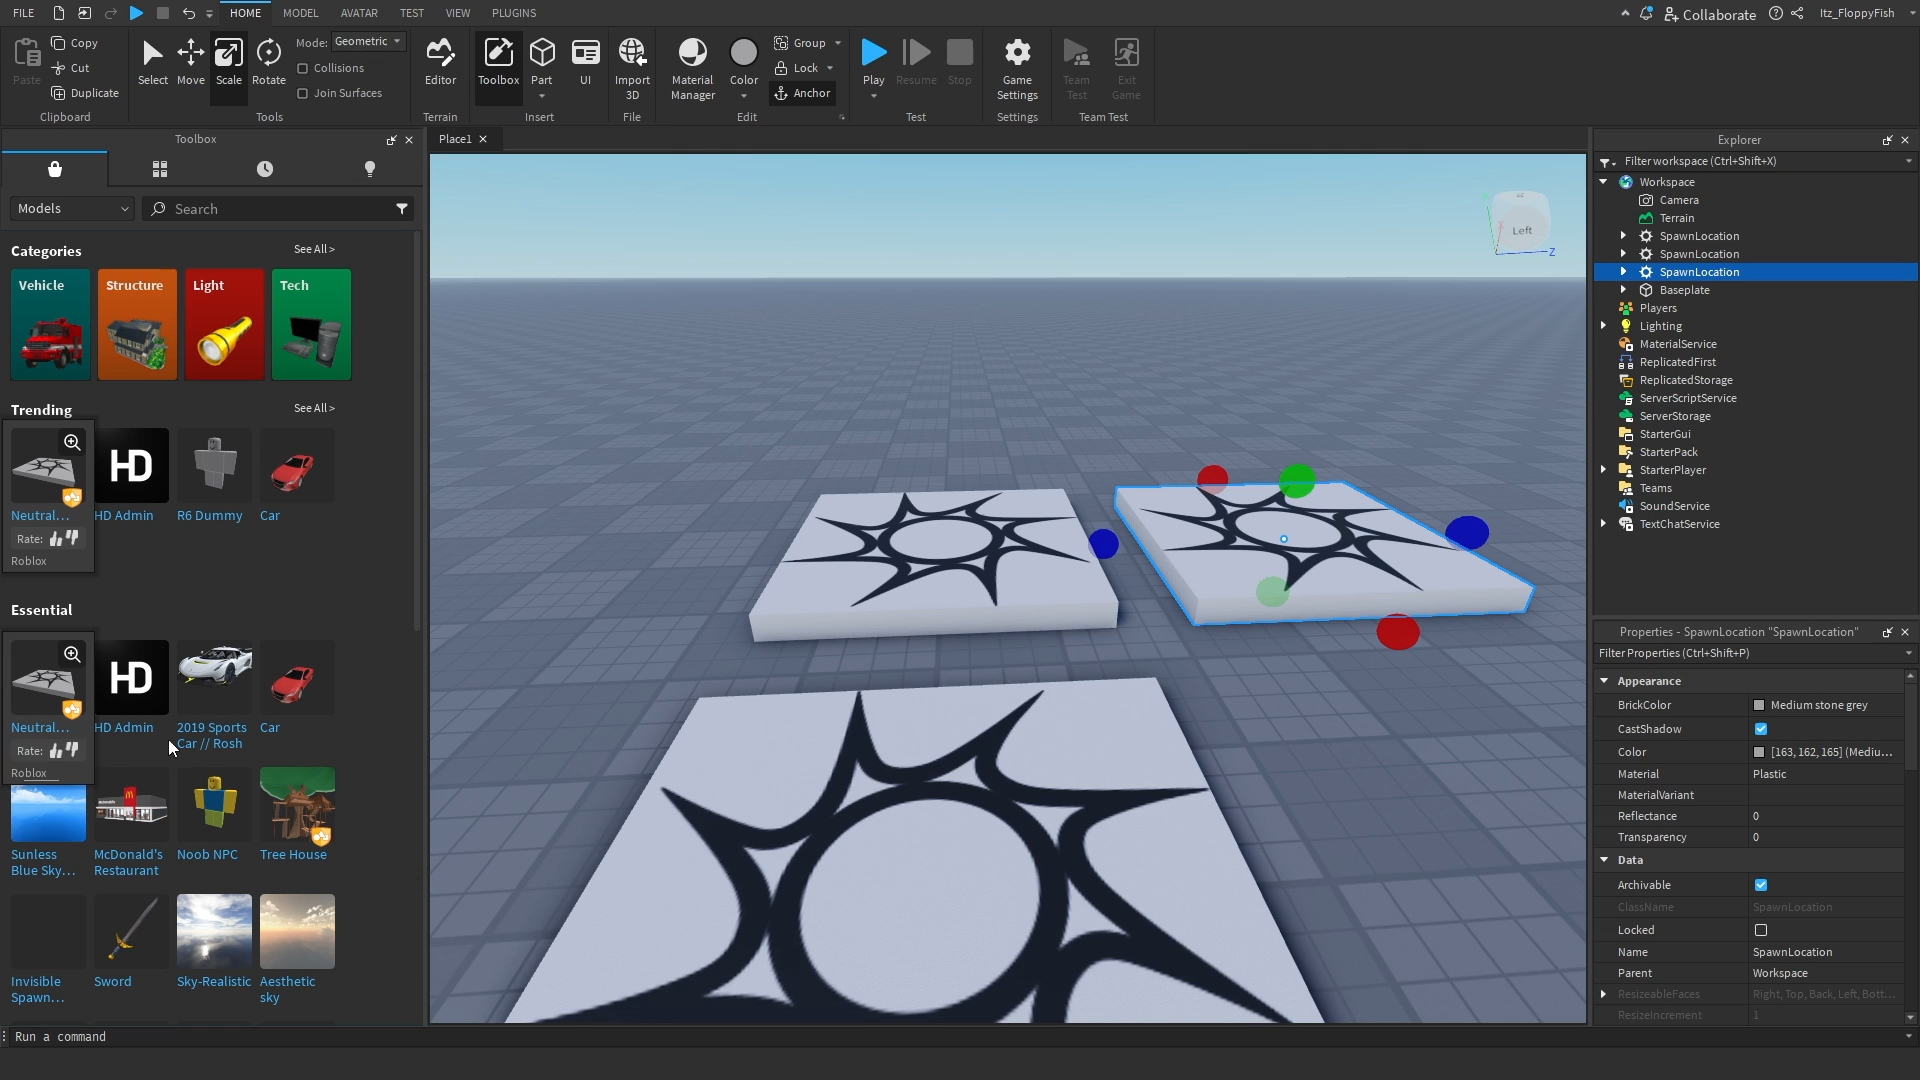 FILE HOME MODEL AVATAR TEST VIEW PLUGINS Collaborate Itz_FloppyFish
Paste
Copy
Cut
Duplicate
Clipboard
Select Move Scale Rotate
Mode: Geometric
Collisions
Join Surfaces
Tools
Editor
Terrain
Toolbox Part UI
Insert
Import
3D
File
Material
Manager
Color
Group
Lock
Anchor
Edit
Play Resume Stop
Test
Game
Settings
Settings
Team
Test
Exit
Game
Team Test
Toolbox
Models
Search
Categories See All >
Vehicle Structure Light Tech
Trending See All >
HD
Neutral... HD Admin R6 Dummy Car
Rate:
Roblox
Essential
HD
Neutral... HD Admin 2019 Sports
Car // Rosh
Car
Rate:
Roblox
Sunless
Blue Sky...
McDonald's
Restaurant
Noob NPC Tree House
Invisible
Spawn...
Sword Sky-Realistic Aesthetic
sky
Place1
Left
Z
Explorer
Filter workspace (Ctrl+Shift+X)
Workspace
Camera
Terrain
SpawnLocation
SpawnLocation
SpawnLocation
Baseplate
Players
Lighting
MaterialService
ReplicatedFirst
ReplicatedStorage
ServerScriptService
ServerStorage
StarterGui
StarterPack
StarterPlayer
Teams
SoundService
TextChatService
Properties - SpawnLocation "SpawnLocation"
Filter Properties (Ctrl+Shift+P)
Appearance
BrickColor Medium stone grey
CastShadow
Color [163, 162, 165] (Mediu...
Material Plastic
MaterialVariant
Reflectance 0
Transparency 0
Data
Archivable
ClassName SpawnLocation
Locked
Name SpawnLocation
Parent Workspace
ResizeableFaces Right, Top, Back, Left, Bott...
ResizeIncrement 1
Run a command